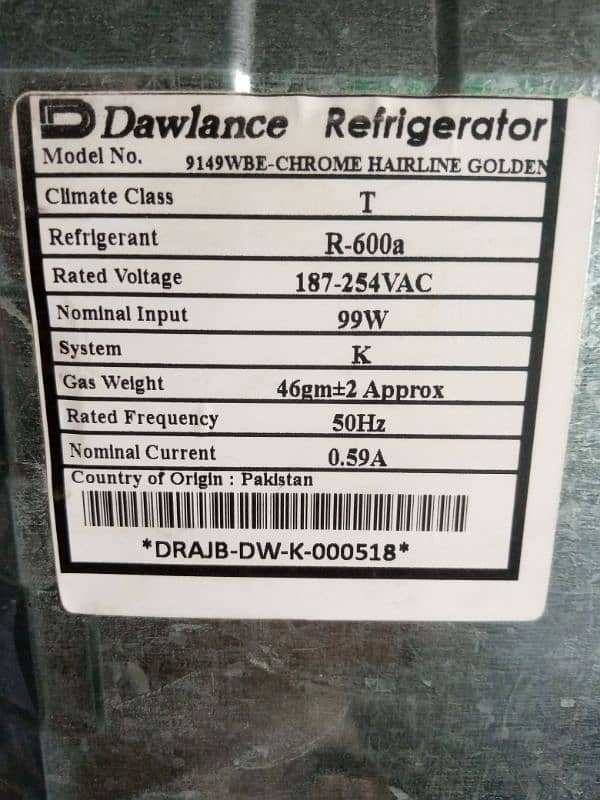 Dawlance Refrigerator
Model No. 9149WBE-CHROME HAIRLINE GOLDEN
Climate Class T
Refrigerant R-600a
Rated Voltage 187-254VAC
Nominal Input 99W
System K
Gas Weight 46gm±2 Approx
Rated Frequency 50Hz
Nominal Current 0.59A
Country of Origin : Pakistan
*DRAJB-DW-K-000518*